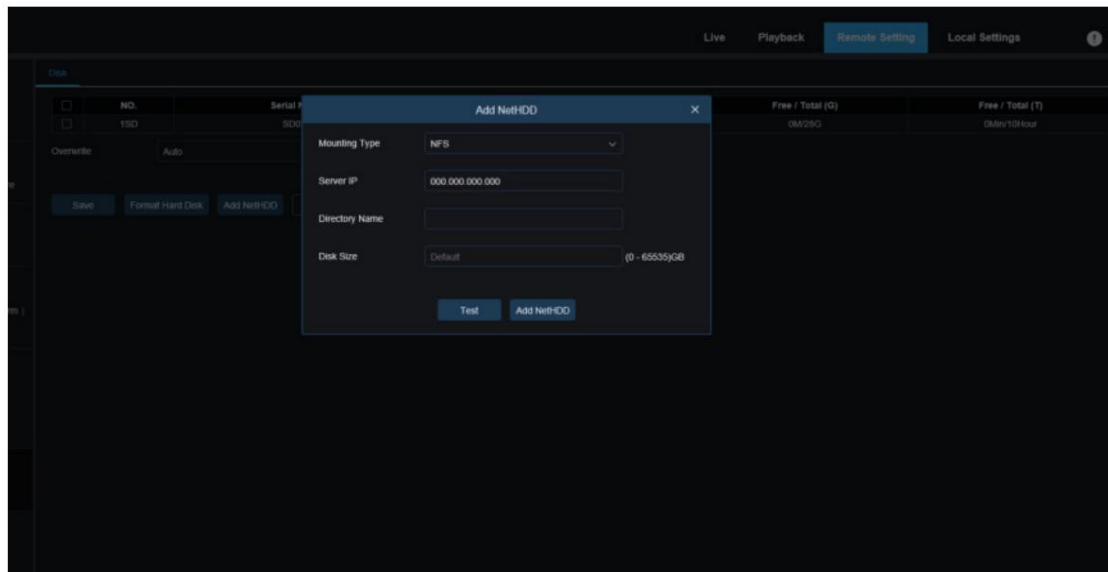 Live Playback Remote Setting Local Settings
Disk
NO. Serial Free / Total (G) Free / Total (T)
1SD 0M/28G 0Min/10Hour
Overwrite Auto
Save Format Hard Disk Add NetHDD
Add NetHDD
Mounting Type NFS
Server IP 000.000.000.000
Directory Name
Disk Size Default (0 - 65535)GB
Test Add NetHDD